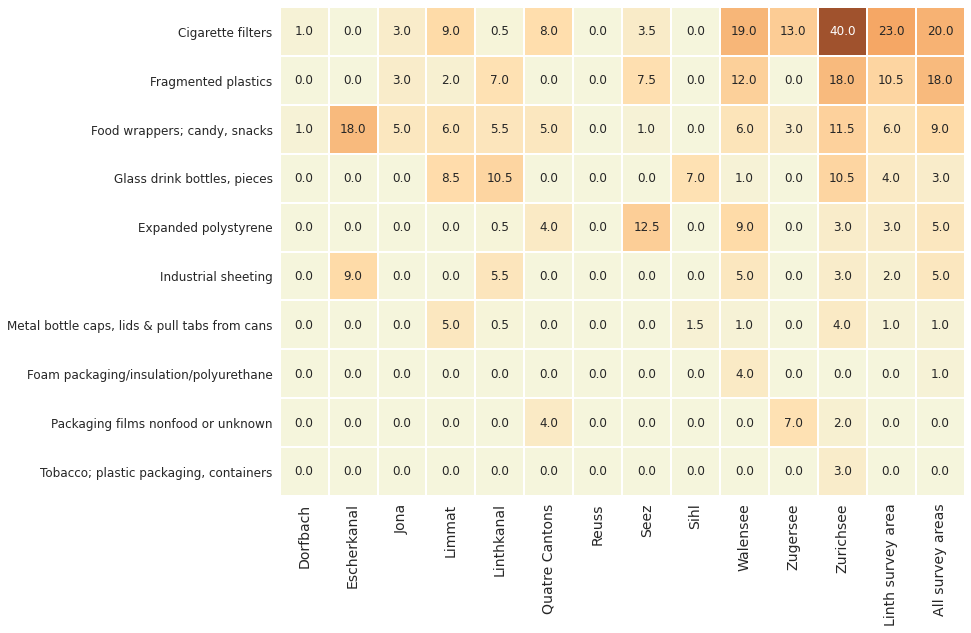 Cigarette filters 1.0 0.0 3.0 9.0 0.5 8.0 0.0 3.5 0.0 19.0 13.0 40.0 23.0 20.0
Fragmented plastics 0.0 0.0 3.0 2.0 7.0 0.0 0.0 7.5 0.0 12.0 0.0 18.0 10.5 18.0
Food wrappers; candy, snacks 1.0 18.0 5.0 6.0 5.5 5.0 0.0 1.0 0.0 6.0 3.0 11.5 6.0 9.0
Glass drink bottles, pieces 0.0 0.0 0.0 8.5 10.5 0.0 0.0 0.0 7.0 1.0 0.0 10.5 4.0 3.0
Expanded polystyrene 0.0 0.0 0.0 0.0 0.5 4.0 0.0 12.5 0.0 9.0 0.0 3.0 3.0 5.0
Industrial sheeting 0.0 9.0 0.0 0.0 5.5 0.0 0.0 0.0 0.0 5.0 0.0 3.0 2.0 5.0
Metal bottle caps, lids & pull tabs from cans 0.0 0.0 0.0 5.0 0.5 0.0 0.0 0.0 1.5 1.0 0.0 4.0 1.0 1.0
Foam packaging/insulation/polyurethane 0.0 0.0 0.0 0.0 0.0 0.0 0.0 0.0 0.0 4.0 0.0 0.0 0.0 1.0
Packaging films nonfood or unknown 0.0 0.0 0.0 0.0 0.0 4.0 0.0 0.0 0.0 0.0 7.0 2.0 0.0 0.0
Tobacco; plastic packaging, containers 0.0 0.0 0.0 0.0 0.0 0.0 0.0 0.0 0.0 0.0 0.0 3.0 0.0 0.0
Dorfbach
Escherkanal
Jona
Limmat
Linthkanal
Quatre Cantons
Reuss
Seez
Sihl
Walensee
Zugersee
Zurichsee
Linth survey area
All survey areas